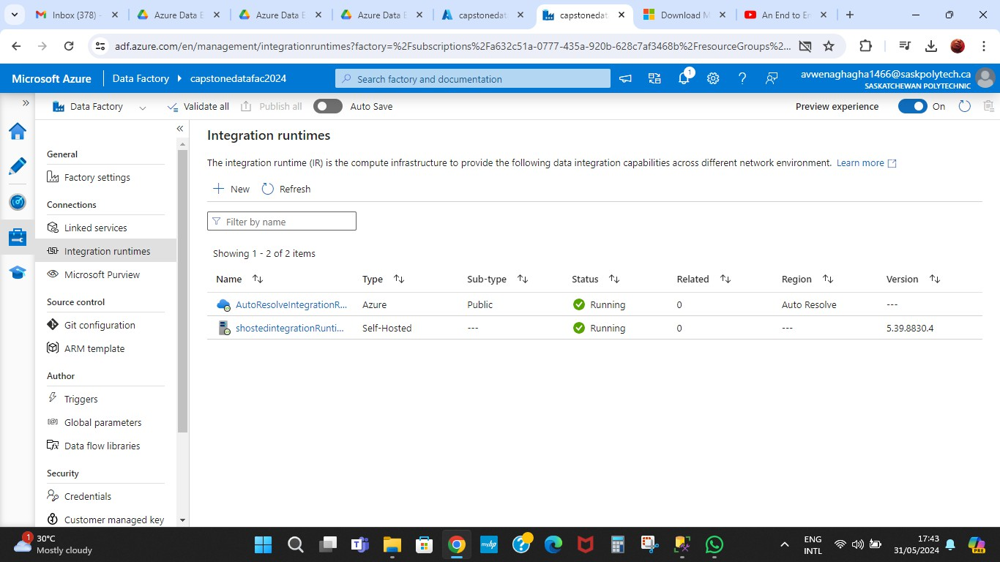 Inbox (378) -
Azure Data E
Azure Data E
Azure Data E
capstonedat
capstonedat
Download M
An End to E
adf.azure.com/en/management/integrationruntimes?factory=%2Fsubscriptions%2Fa632c51a-0777-435a-920b-628c7af3468b%2FresourceGroups%2...
Microsoft Azure
Data Factory
capstonedatafac2024
Search factory and documentation
1
avwenaghagha1466@saskpolytech.ca
SASKATCHEWAN POLYTECHNIC
Data Factory
Validate all
Publish all
Auto Save
Preview experience
On
General
Factory settings
Connections
Linked services
Integration runtimes
Microsoft Purview
Source control
Git configuration
ARM template
Author
Triggers
Global parameters
Data flow libraries
Security
Credentials
Customer managed key
Integration runtimes
The integration runtime (IR) is the compute infrastructure to provide the following data integration capabilities across different network environment. Learn more
New
Refresh
Filter by name
Showing 1 - 2 of 2 items
Name Type Sub-type Status Related Region Version
AutoResolveIntegrationR... Azure Public Running 0 Auto Resolve ---
shostedintegrationRunti... Self-Hosted --- Running 0 --- 5.39.8830.4
1
30°C
Mostly cloudy
myhp
ENG
INTL
17:43
31/05/2024
PRE